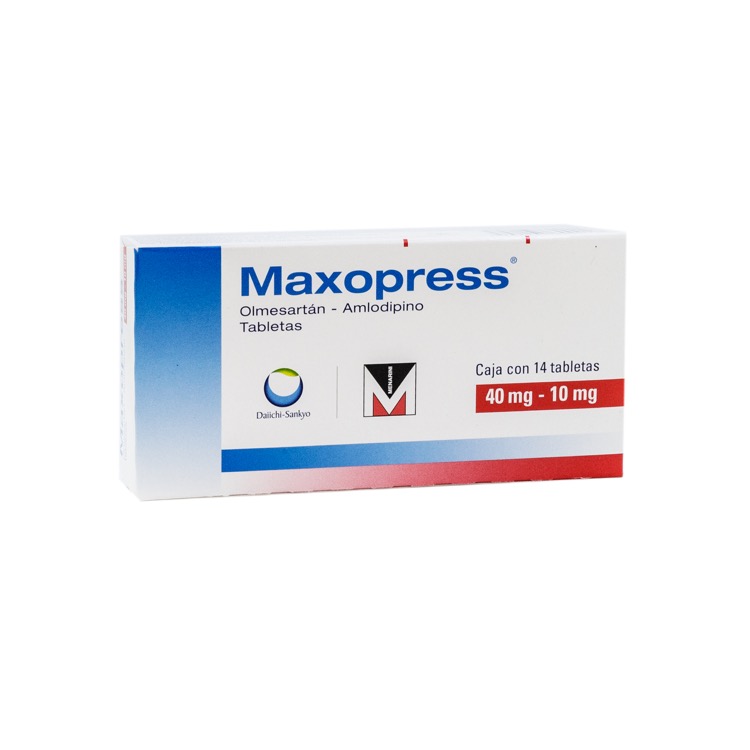 Maxopress®
Olmesartán - Amlodipino
Tabletas
Daiichi-Sankyo
MENARINI
Caja con 14 tabletas
40 mg - 10 mg